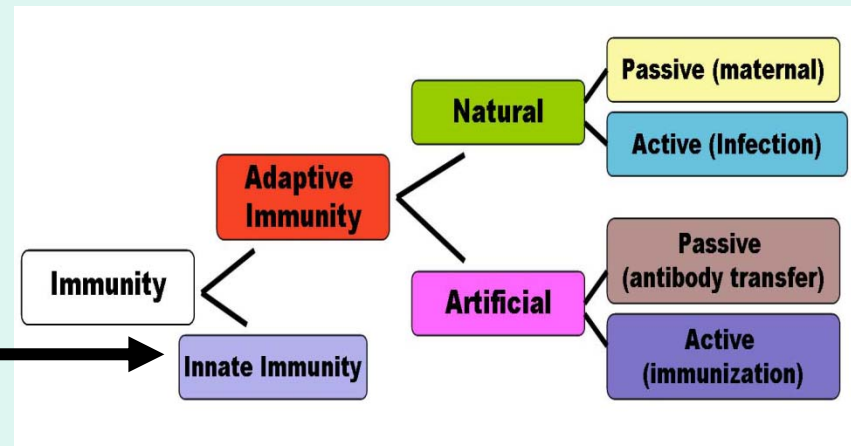 Passive (maternal)
Natural
Active (Infection)
Adaptive
Immunity
Passive
(antibody transfer)
Immunity
Artificial
Active
(immunization)
Innate Immunity